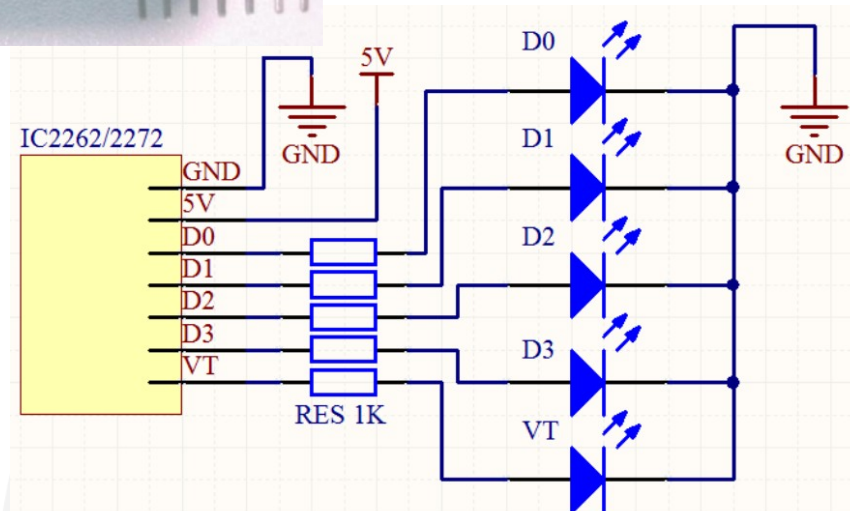 D0
5V
IC2262/2272
GND
GND
D1
GND
5V
D0
D2
D1
D2
D3
D3
VT
RES 1K
VT